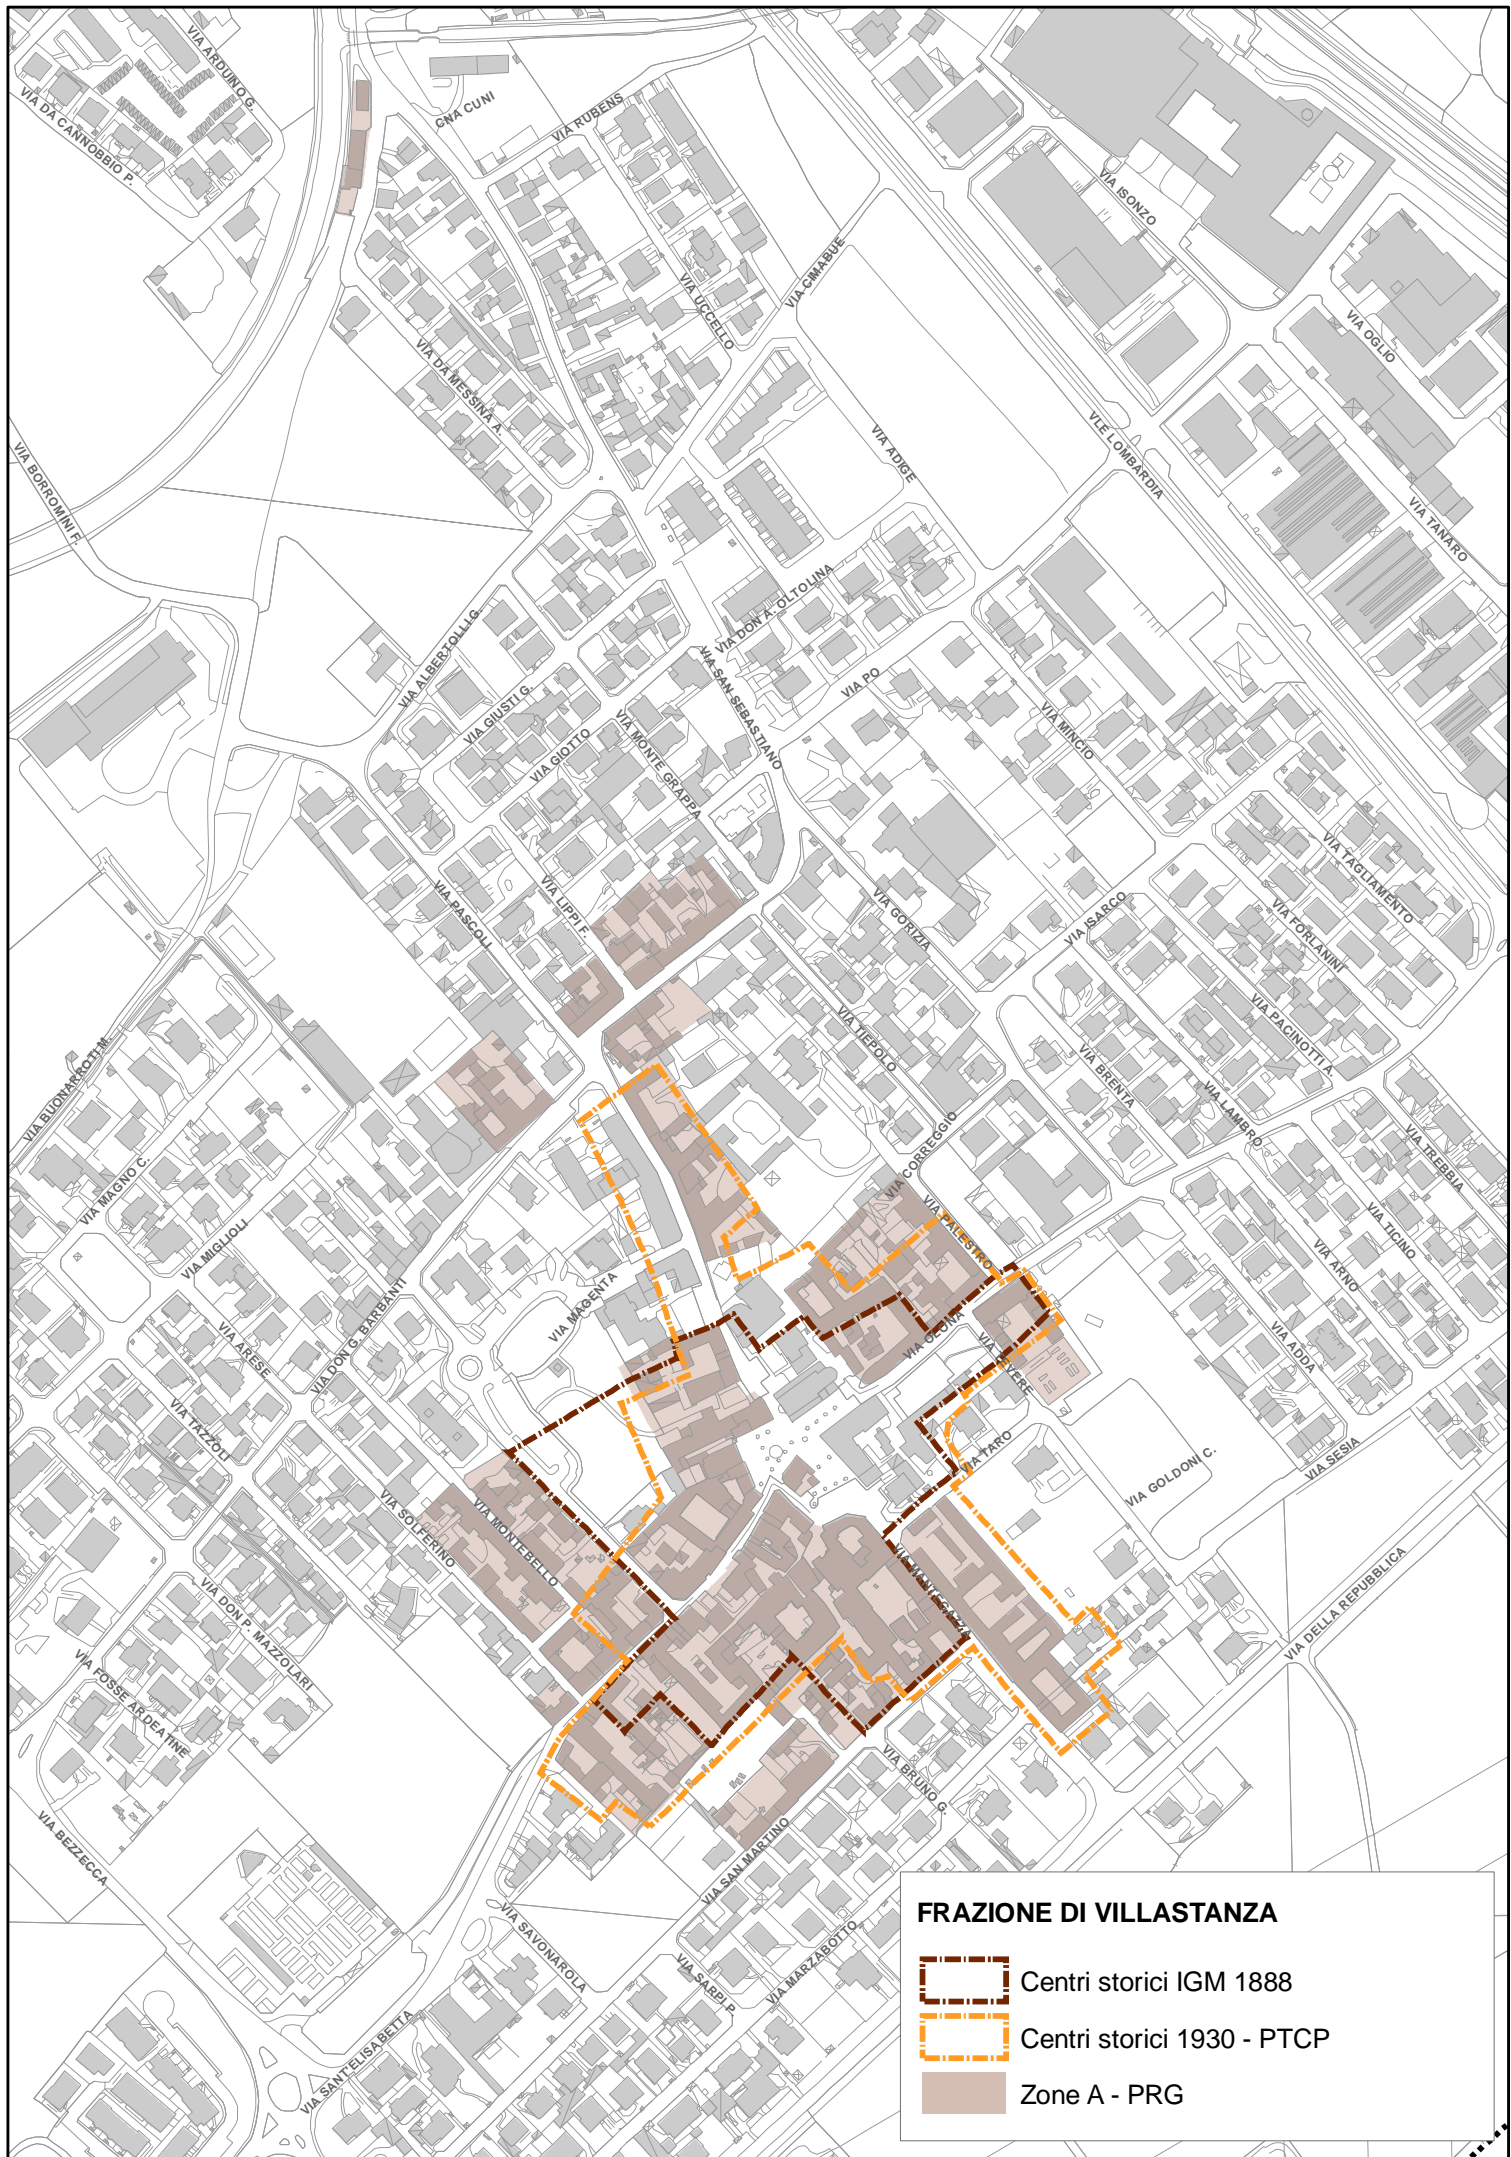 VIA ARDUINO G.
VIA DA CANNOBBIO P.
CNA CUNI
VIA RUBENS
VIA ISONZO
VIA CIMABUE
VIA UCCELLO
VIA OGLIO
VIA DA MESSINA A.
VLE LOMBARDIA
VIA ADIGE
VIA BORROMINI F.
VIA TANARO
VIA DON A. OLTOLINA
VIA ALBERTOLLI G.
VIA SAN SEBASTIANO
VIA PO
VIA GIUSTI G.
VIA MONTE GRAPPA
VIA MINCIO
VIA GIOTTO
VIA TAGLIAMENTO
VIA PASCOLI
VIA LIPPI F.
VIA GORIZIA
VIA ISARCO
VIA FORLANINI
VIA TIEPOLO
VIA PACINOTTI A.
VIA BUONARROTI M.
VIA BRENTA
VIA LAMBRO
VIA CORREGGIO
VIA TREBBIA
VIA MAGNO C.
VIA PALESTRO
VIA TICINO
VIA MIGLIOLI
VIA ARNO
VIA MAGENTA
VIA DON G. BARBANTI
VIA ARESE
VIA OLONA
VIA TEVERE
VIA ADDA
VIA TAZZOLI
VIA TARO
VIA GOLDONI C.
VIA SESIA
VIA SOLFERINO
VIA MONTEBELLO
VIA MANTEGAZZA
VIA DELLA REPUBBLICA
VIA DON P. MAZZOLARI
VIA FOSSE ARDEATINE
VIA BRUNO G.
VIA BEZZECCA
VIA SAN MARTINO
VIA SAVONAROLA
VIA MARZABOTTO
VIA SARPI P.
VIA SANT'ELISABETTA
FRAZIONE DI VILLASTANZA
Centri storici IGM 1888
Centri storici 1930 - PTCP
Zone A - PRG